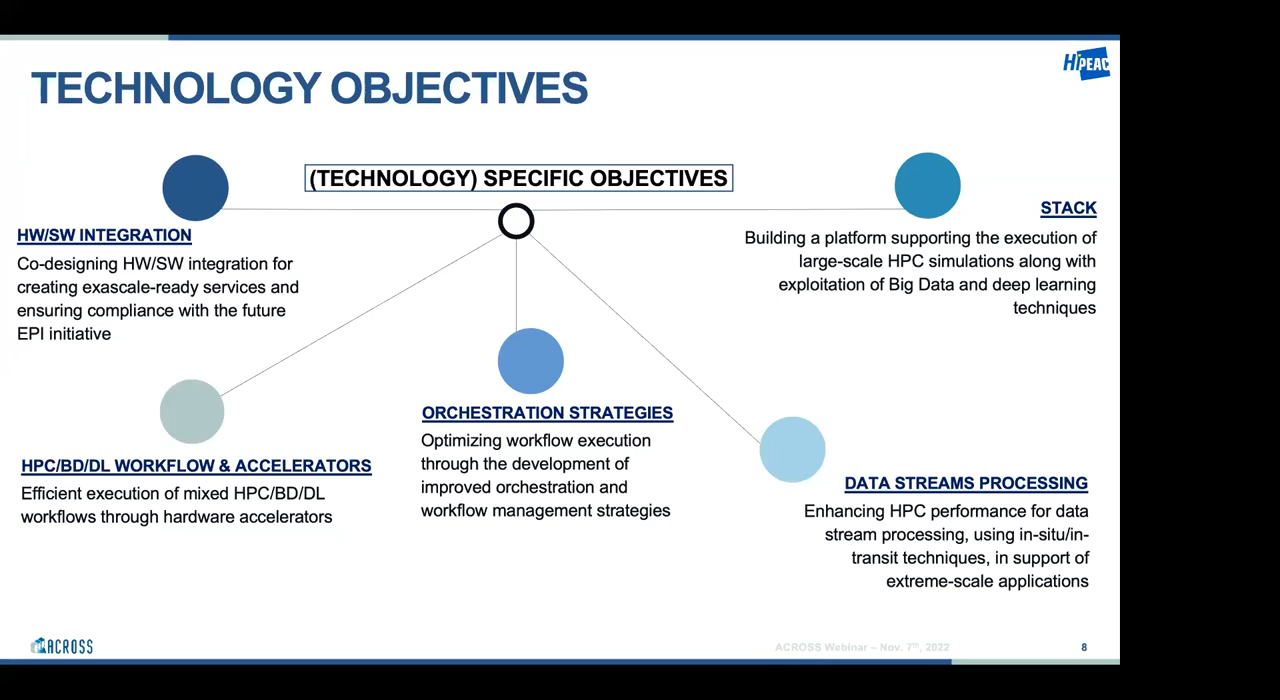 HiPEAC
TECHNOLOGY OBJECTIVES
(TECHNOLOGY) SPECIFIC OBJECTIVES
HW/SW INTEGRATION
Co-designing HW/SW integration for
creating exascale-ready services and
ensuring compliance with the future
EPI initiative
STACK
Building a platform supporting the execution of
large-scale HPC simulations along with
exploitation of Big Data and deep learning
techniques
HPC/BD/DL WORKFLOW & ACCELERATORS
Efficient execution of mixed HPC/BD/DL
workflows through hardware accelerators
ORCHESTRATION STRATEGIES
Optimizing workflow execution
through the development of
improved orchestration and
workflow management strategies
DATA STREAMS PROCESSING
Enhancing HPC performance for data
stream processing, using in-situ/in-
transit techniques, in support of
extreme-scale applications
ACROSS
ACROSS Webinar – Nov. 7th, 2022
8